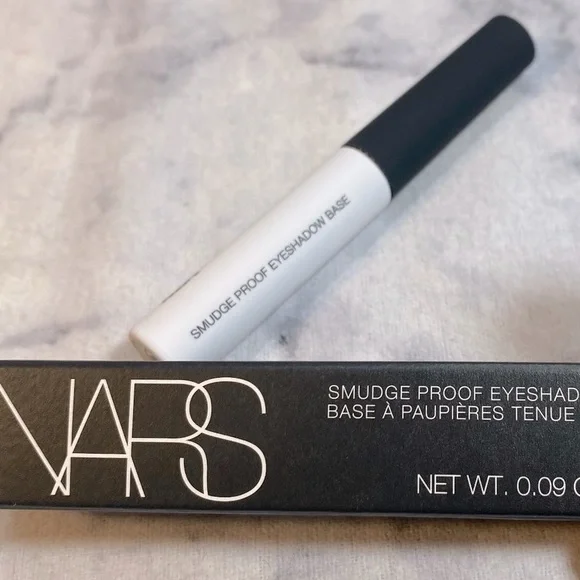 SMUDGE PROOF EYESHADOW BASE
NARS
SMUDGE PROOF EYESHAD
BASE À PAUPIÈRES TENUE
NET WT. 0.09